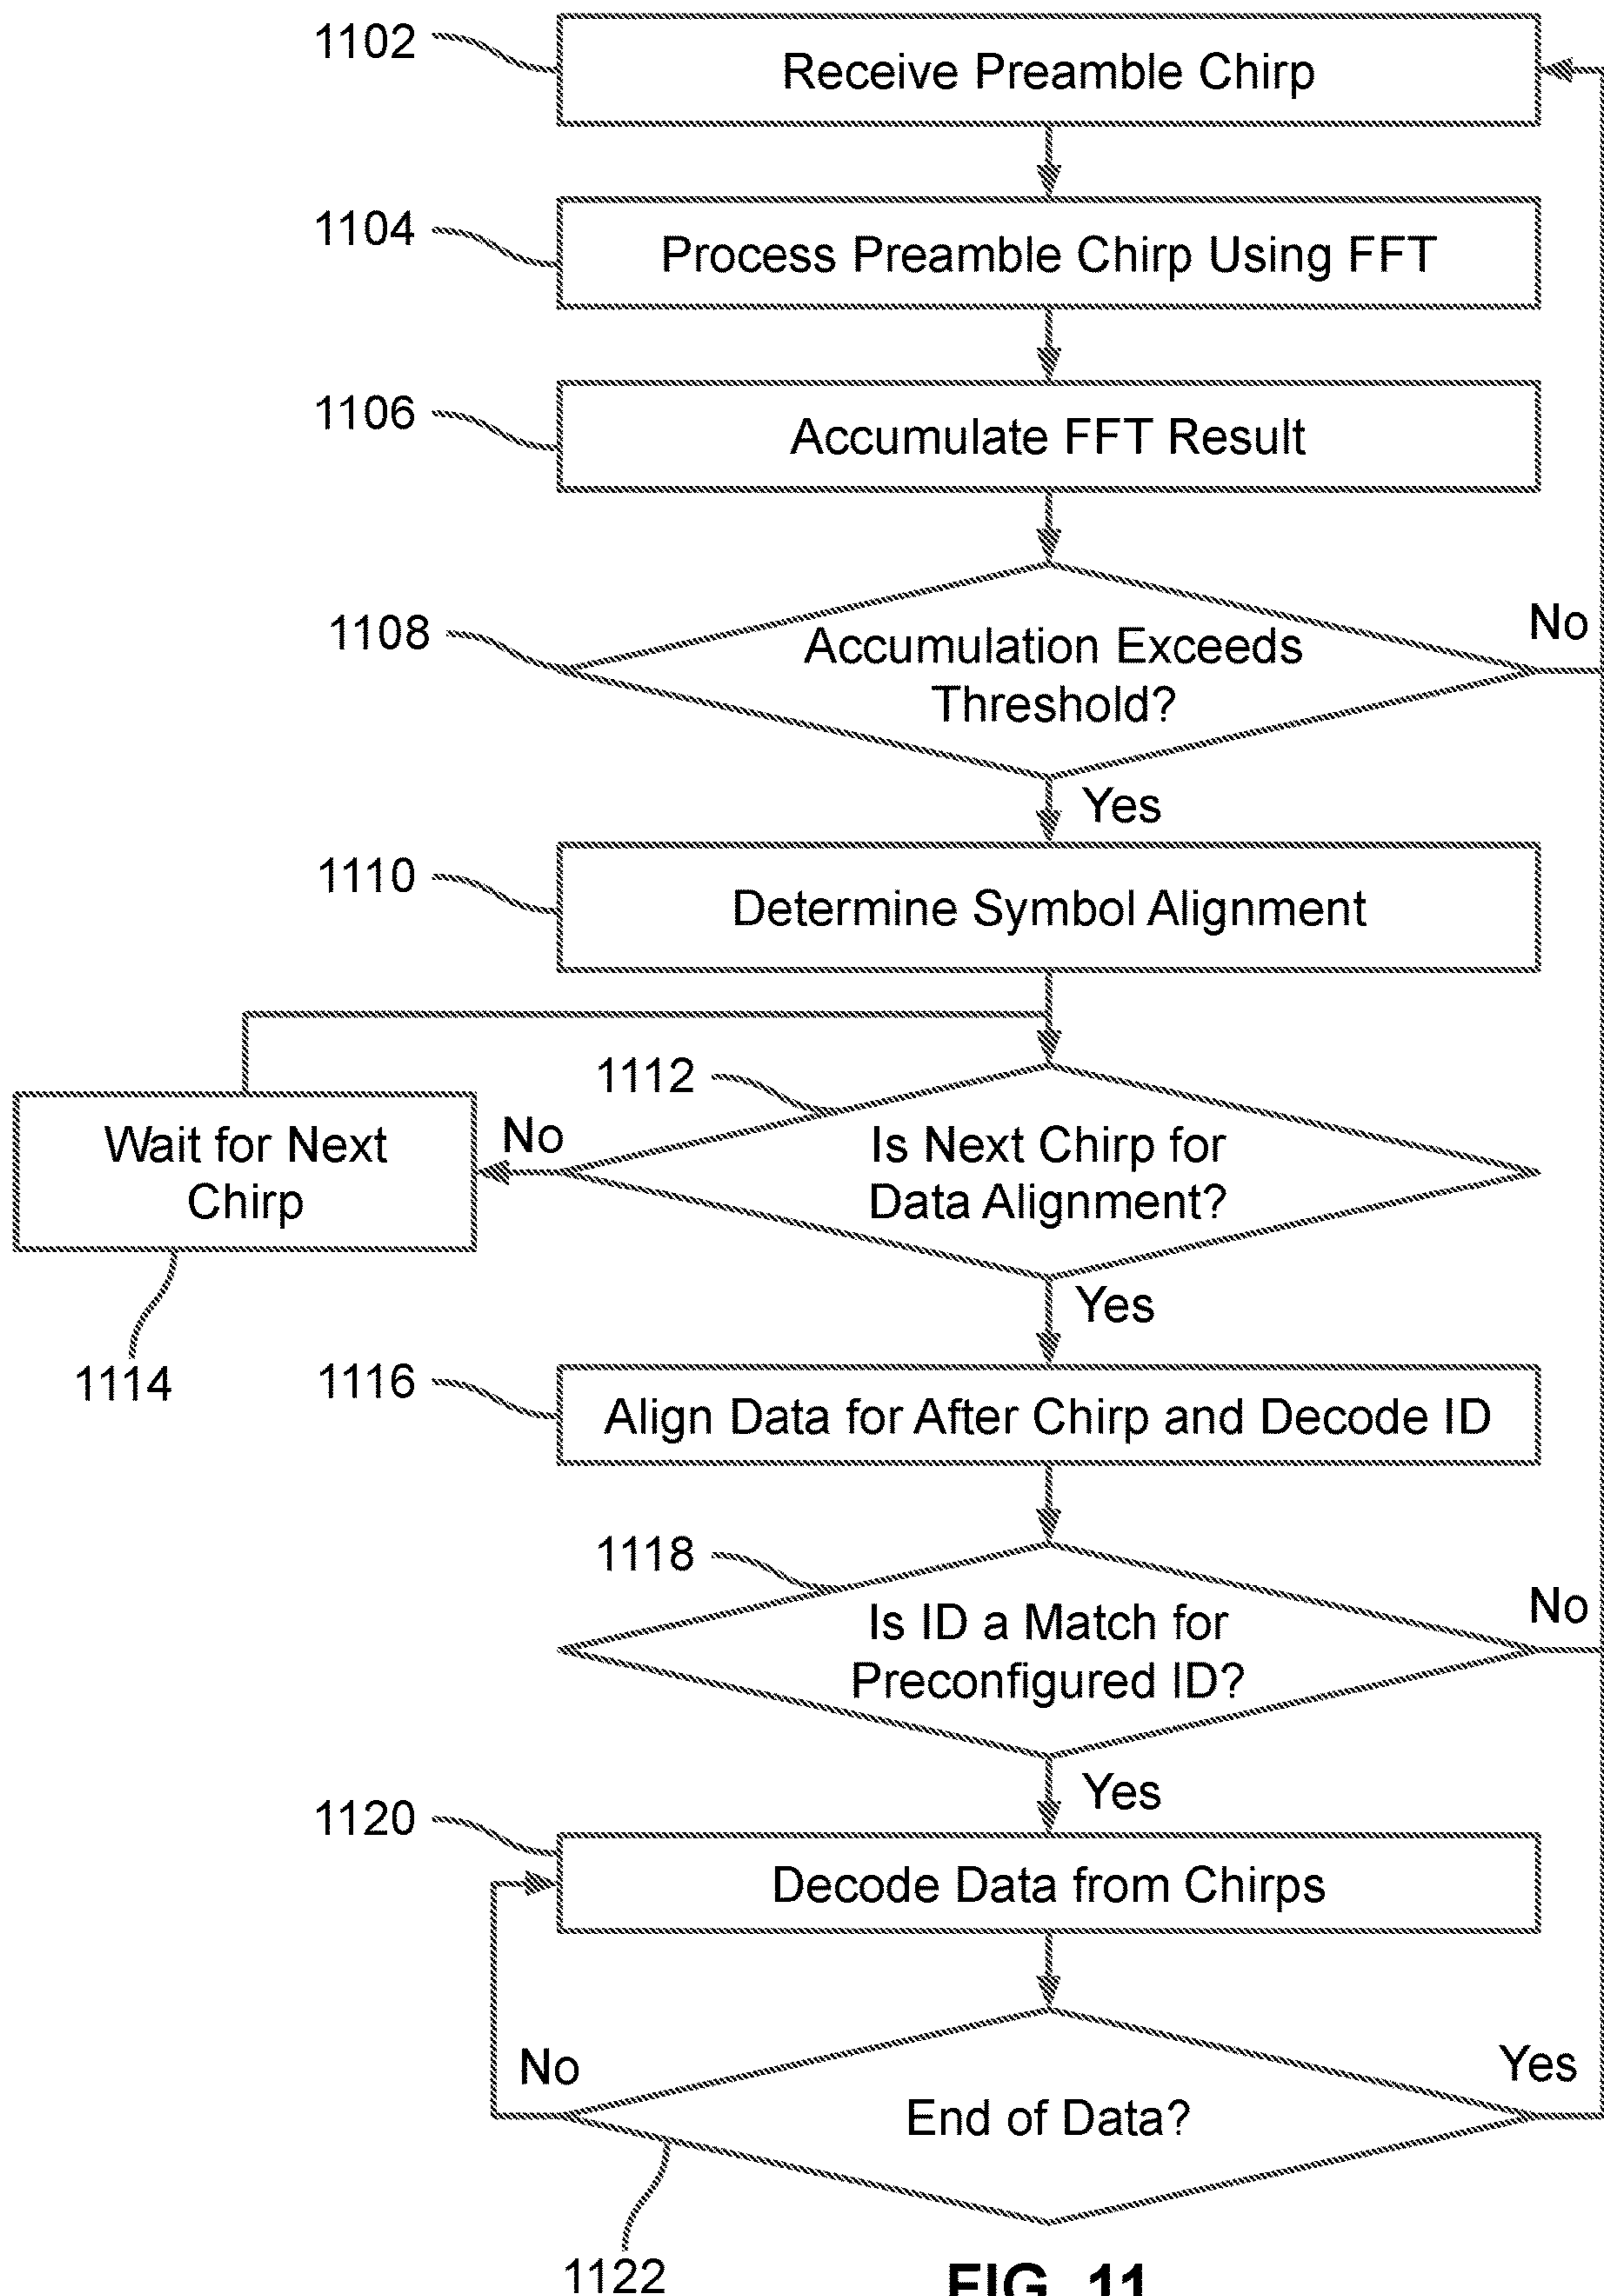 1102
Receive Preamble Chirp
1104
Process Preamble Chirp Using FFT
1106
Accumulate FFT Result
1108
Accumulation Exceeds
Threshold?
No
Yes
1110
Determine Symbol Alignment
1112
Is Next Chirp for
Data Alignment?
No
Wait for Next
Chirp
1114
Yes
1116
Align Data for After Chirp and Decode ID
1118
Is ID a Match for
Preconfigured ID?
No
Yes
1120
Decode Data from Chirps
No
End of Data?
Yes
1122
FIG. 11